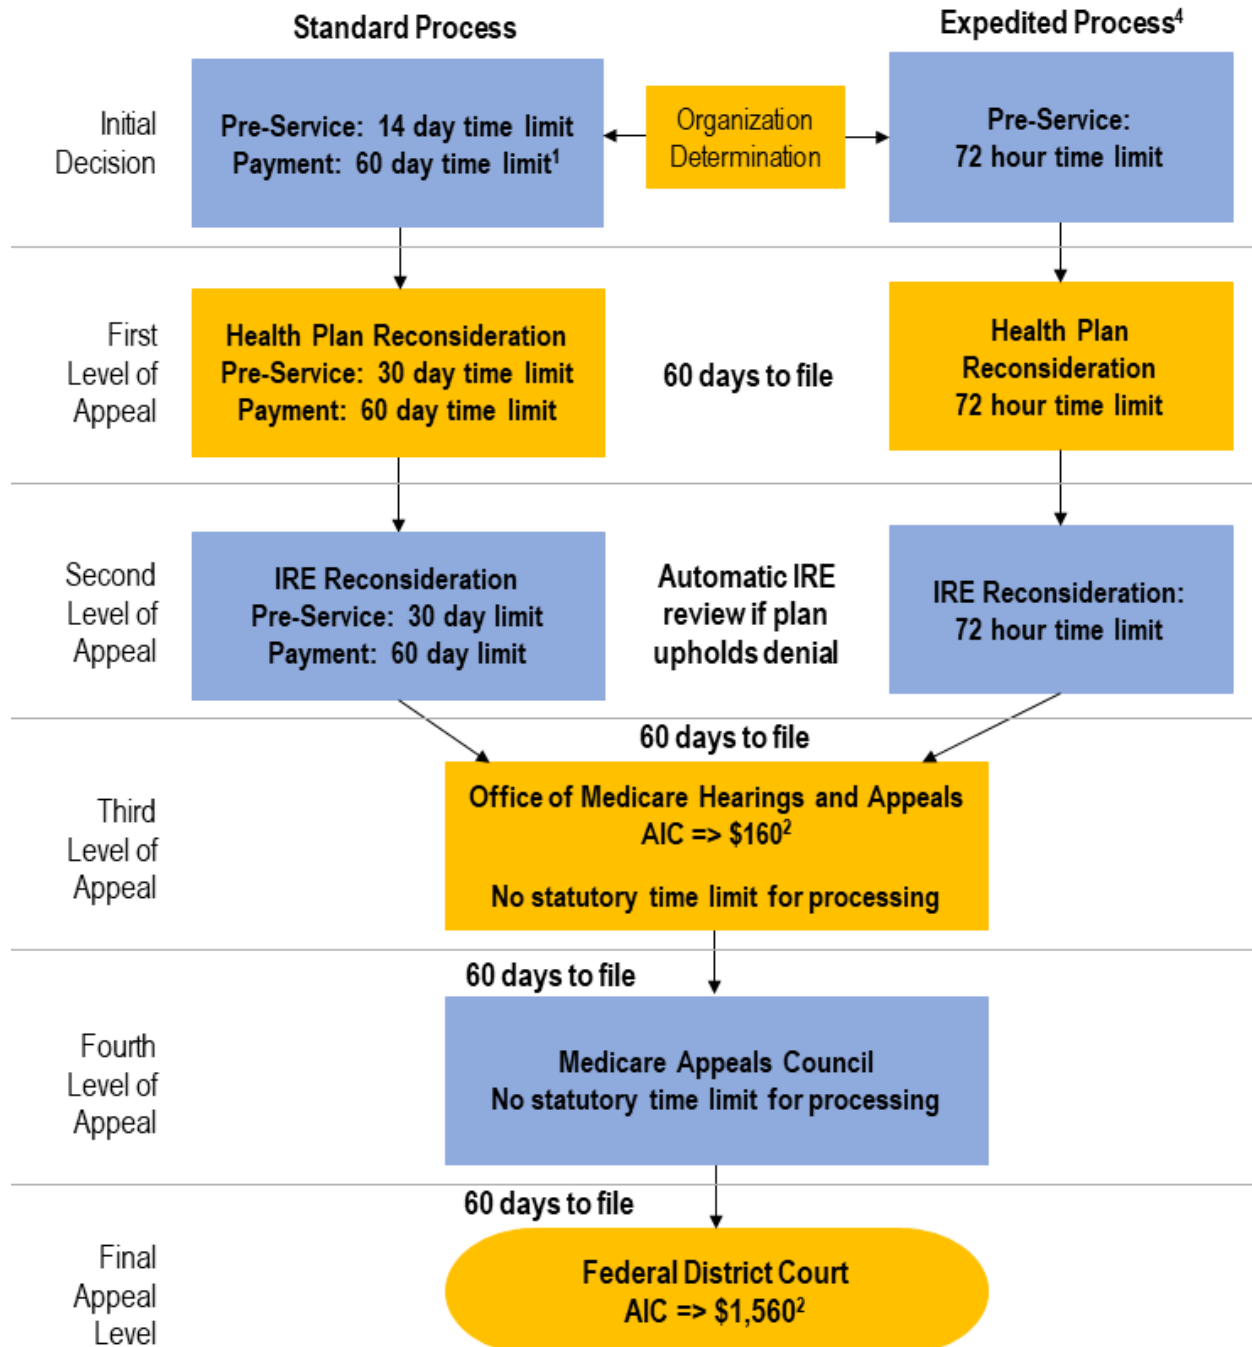 Standard Process
Expedited Process⁴
Initial
Decision
Pre-Service: 14 day time limit
Payment: 60 day time limit¹
Organization
Determination
Pre-Service:
72 hour time limit
First
Level of
Appeal
Health Plan Reconsideration
Pre-Service: 30 day time limit
Payment: 60 day time limit
60 days to file
Health Plan
Reconsideration
72 hour time limit
Second
Level of
Appeal
IRE Reconsideration
Pre-Service: 30 day limit
Payment: 60 day limit
Automatic IRE
review if plan
upholds denial
IRE Reconsideration:
72 hour time limit
60 days to file
Third
Level of
Appeal
Office of Medicare Hearings and Appeals
AIC => $160²
No statutory time limit for processing
60 days to file
Fourth
Level of
Appeal
Medicare Appeals Council
No statutory time limit for processing
60 days to file
Final
Appeal
Level
Federal District Court
AIC => $1,560²